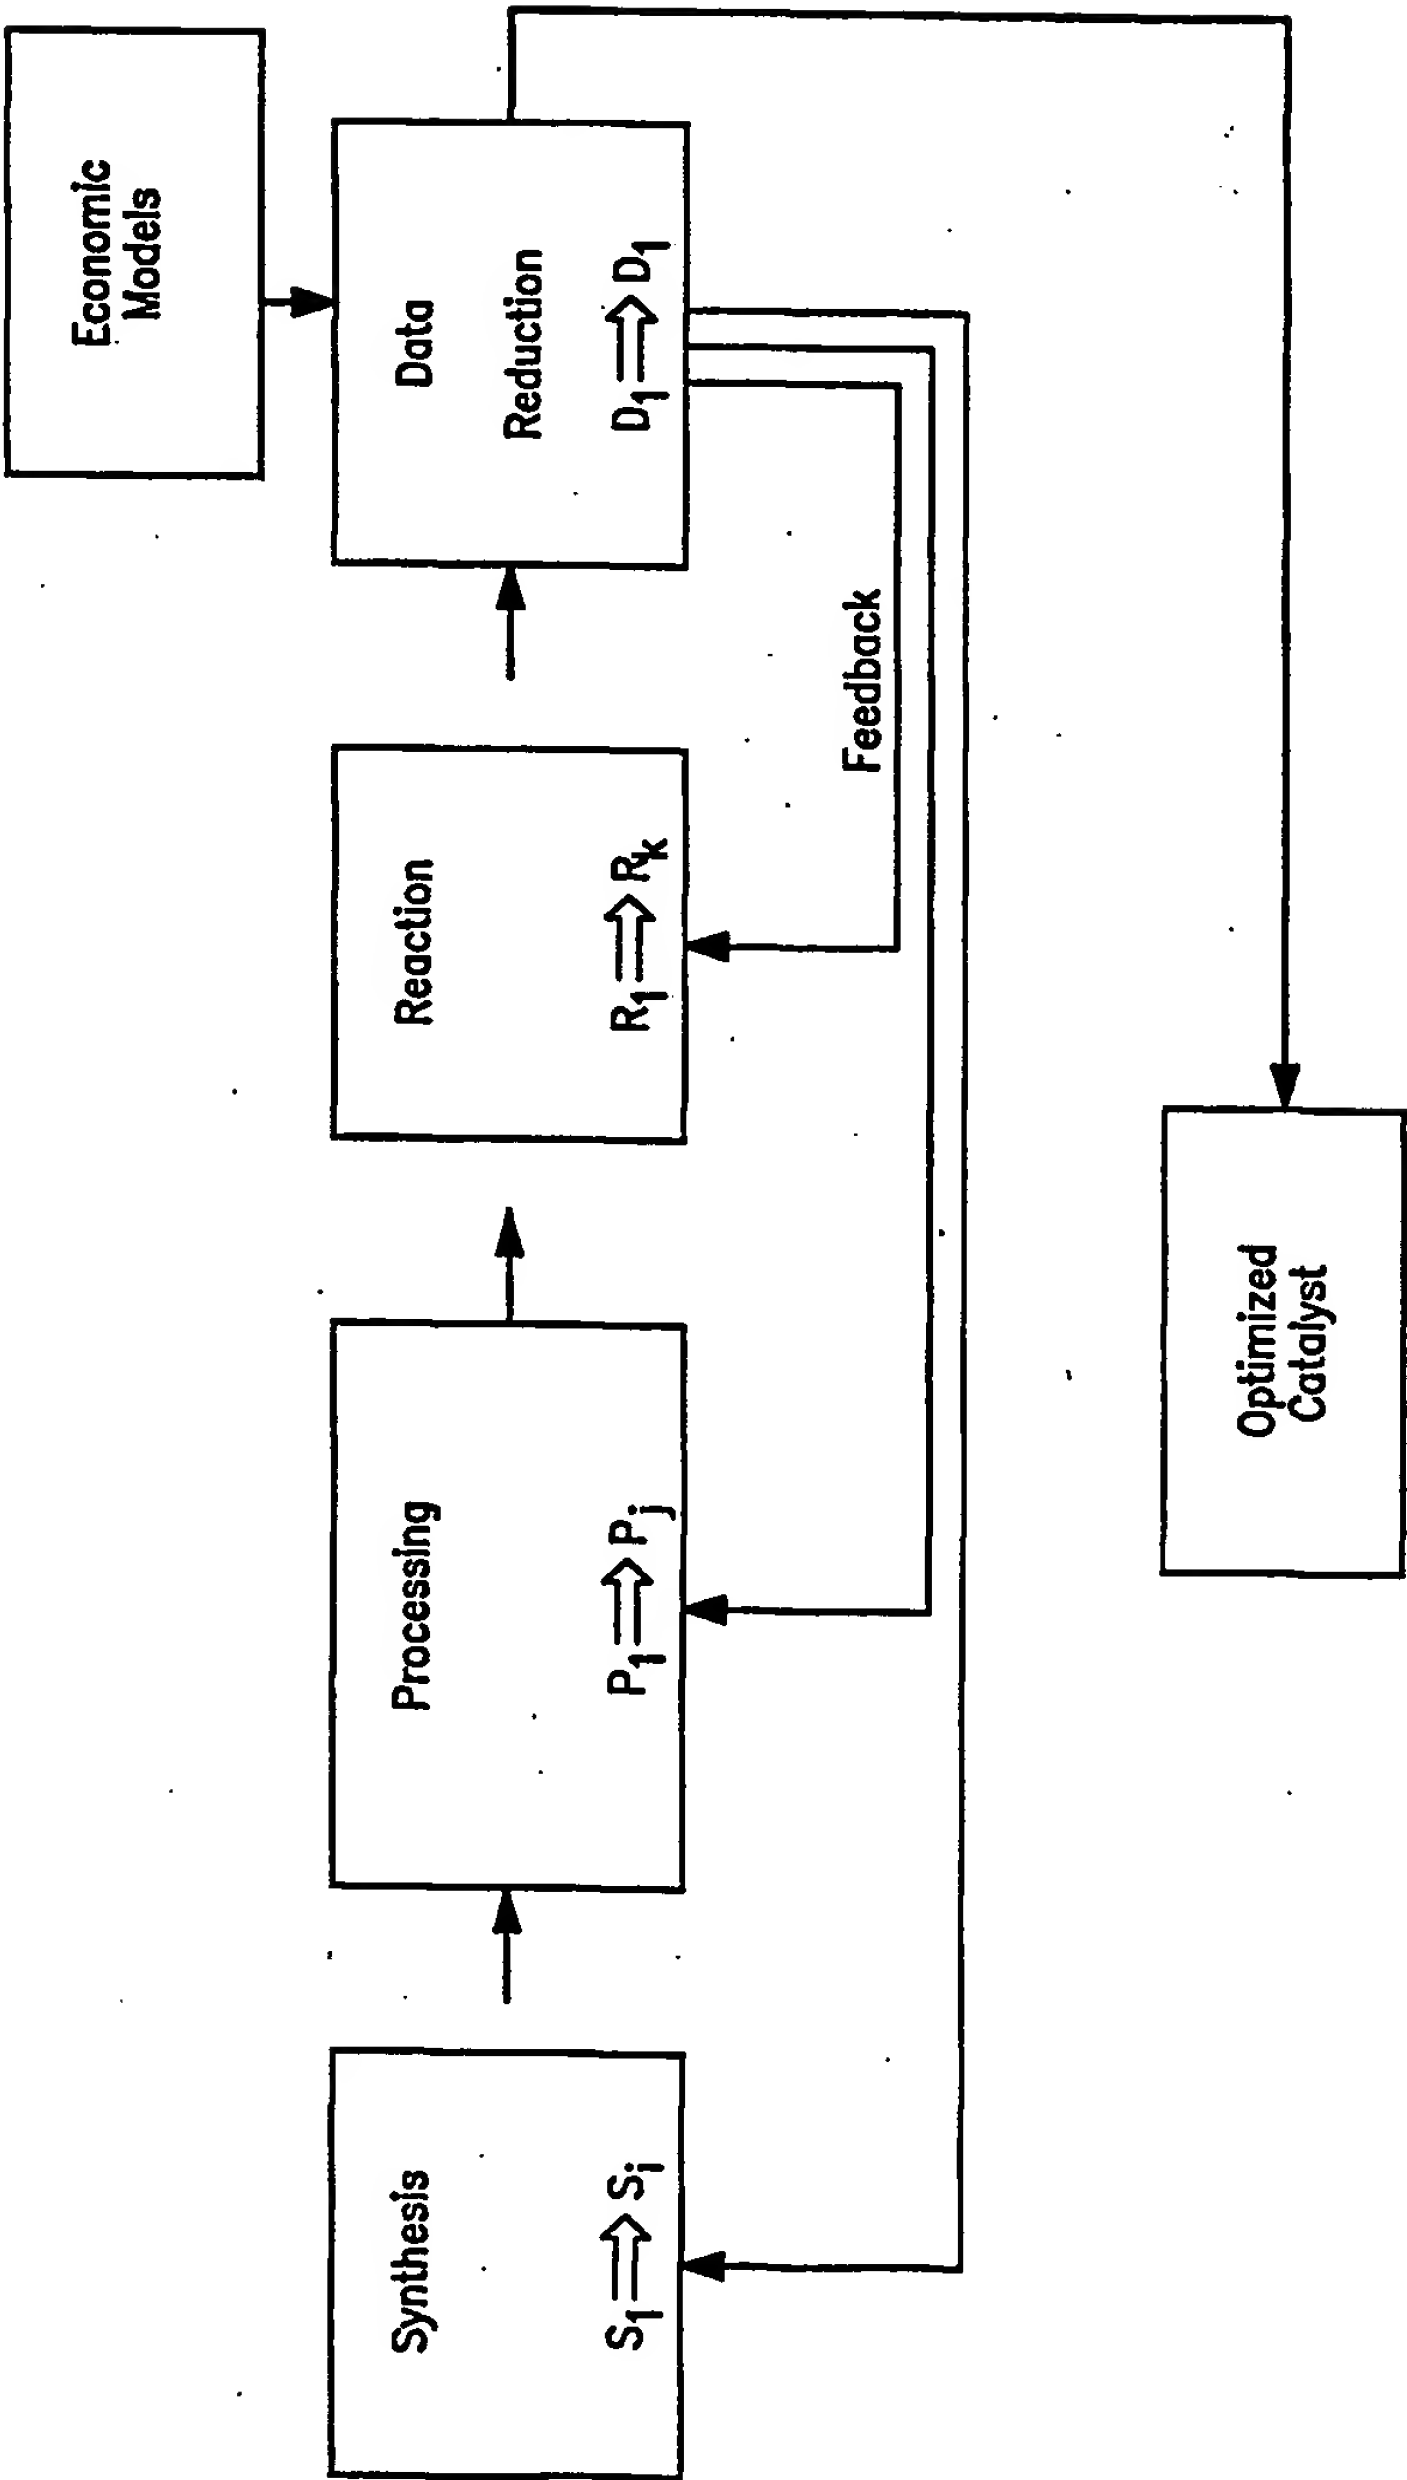 Economic
Models
Synthesis
S1⇒Si
Processing
P1⇒Pj
Reaction
R1⇒Rk
Data
Reduction
D1⇒D1
Feedback
Optimized
Catalyst